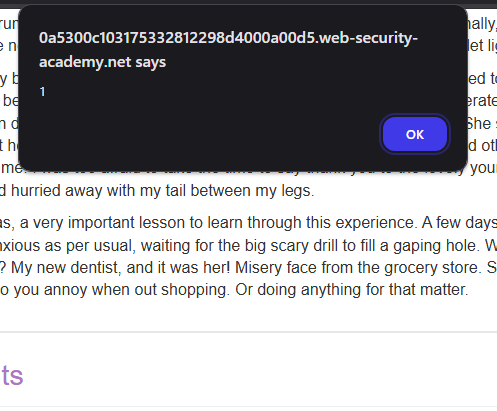 0a5300c103175332812298d4000a00d5.web-security-
academy.net says
1
OK
d hurried away with my tail between my legs.
as, a very important lesson to learn through this experience. A few days
nxious as per usual, waiting for the big scary drill to fill a gaping hole. W
? My new dentist, and it was her! Misery face from the grocery store. S
o you annoy when out shopping. Or doing anything for that matter.
ts